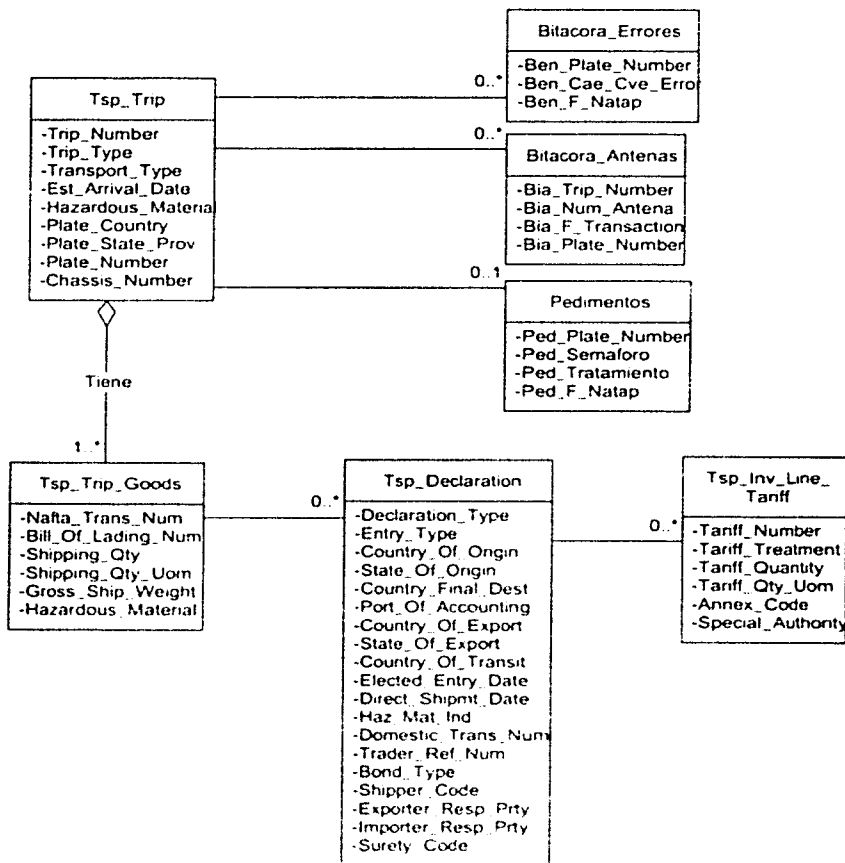 Bitacora_Errores
-Ben_Plate_Number
-Ben_Cae_Cve_Error
-Ben_F_Natap
0..*
Tsp_Trip
-Trip_Number
-Trip_Type
-Transport_Type
-Est_Arrival_Date
-Hazardous_Material
-Plate_Country
-Plate_State_Prov
-Plate_Number
-Chassis_Number
0..*
Bitacora_Antenas
-Bia_Trip_Number
-Bia_Num_Antena
-Bia_F_Transaction
-Bia_Plate_Number
0..1
Pedimentos
-Ped_Plate_Number
-Ped_Semaforo
-Ped_Tratamiento
-Ped_F_Natap
Tiene
1..*
Tsp_Trip_Goods
-Nafta_Trans_Num
-Bill_Of_Lading_Num
-Shipping_Qty
-Shipping_Qty_Uom
-Gross_Ship_Weight
-Hazardous_Material
0..*
Tsp_Declaration
-Declaration_Type
-Entry_Type
-Country_Of_Origin
-State_Of_Origin
-Country_Final_Dest
-Port_Of_Accounting
-Country_Of_Export
-State_Of_Export
-Country_Of_Transit
-Elected_Entry_Date
-Direct_Shipmt_Date
-Haz_Mat_Ind
-Domestic_Trans_Num
-Trader_Ref_Num
-Bond_Type
-Shipper_Code
-Exporter_Resp_Prty
-Importer_Resp_Prty
-Surety_Code
0..*
Tsp_Inv_Line_
Tariff
-Tariff_Number
-Tariff_Treatment
-Tariff_Quantity
-Tariff_Qty_Uom
-Annex_Code
-Special_Authority